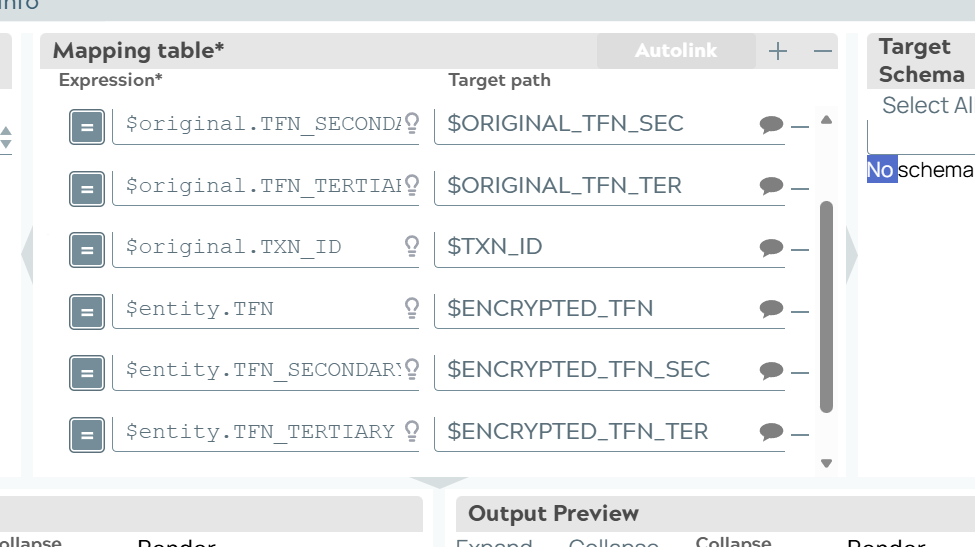 Mapping table*
Autolink
Expression*
Target path
$original.TFN_SECONDA
$ORIGINAL_TFN_SEC
$original.TFN_TERTIAR
$ORIGINAL_TFN_TER
$original.TXN_ID
$TXN_ID
$entity.TFN
$ENCRYPTED_TFN
$entity.TFN_SECONDARY
$ENCRYPTED_TFN_SEC
$entity.TFN_TERTIARY
$ENCRYPTED_TFN_TER
Target
Schema
Select Al
No schema
Output Preview
ollapse
Render
Expand
Collapse
Collapse
Render